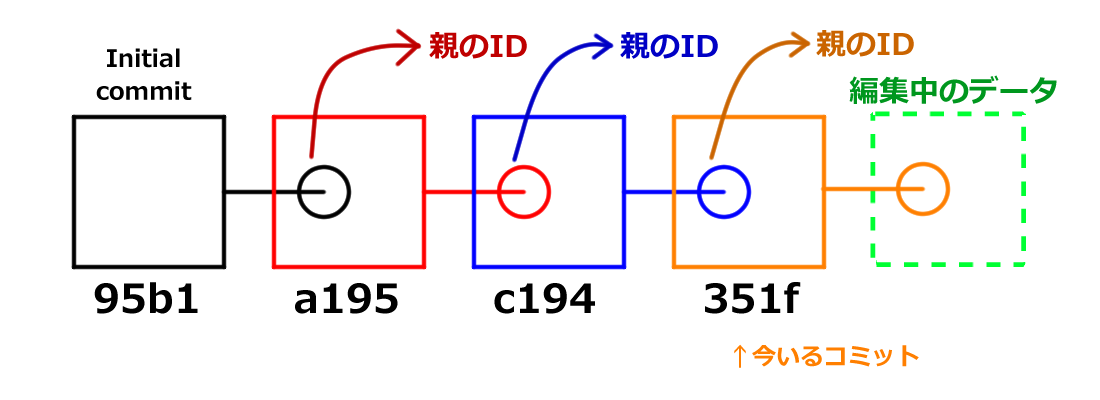 Initial
commit
親のID
親のID
親のID
編集中のデータ
95b1
a195
c194
351f
↑今いるコミット